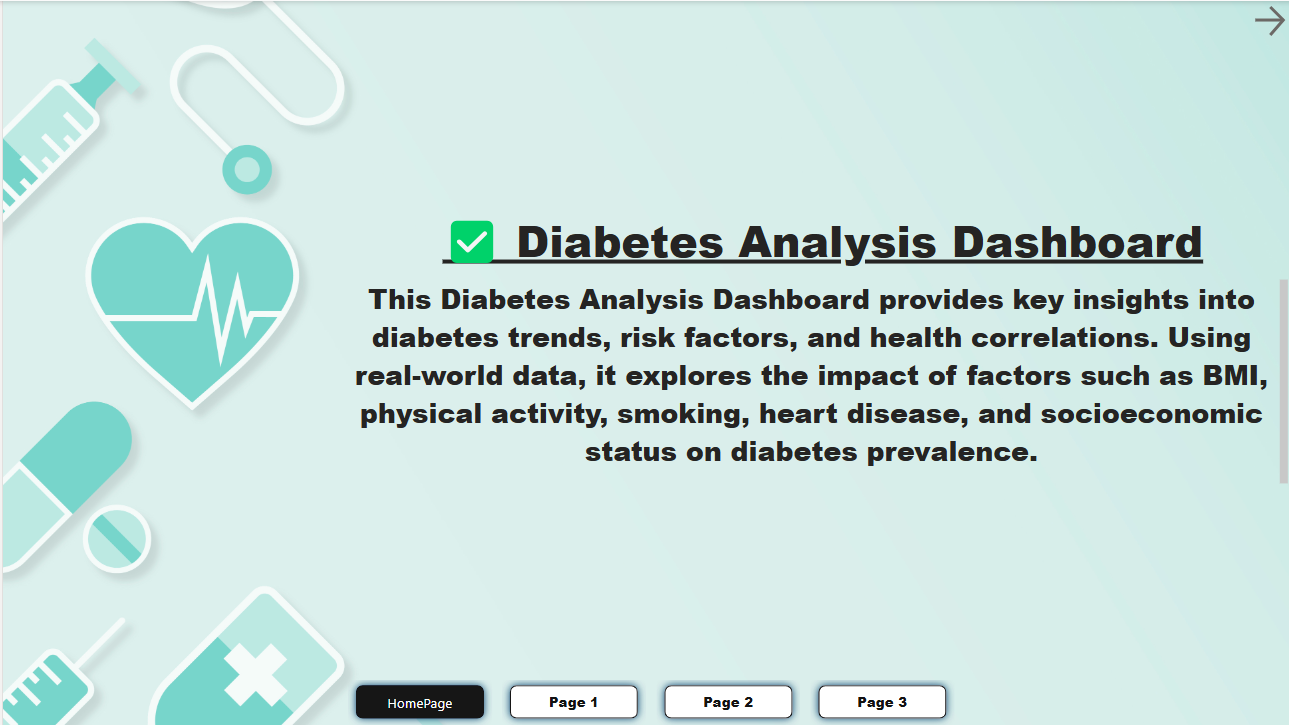 ✅ Diabetes Analysis Dashboard
This Diabetes Analysis Dashboard provides key insights into
diabetes trends, risk factors, and health correlations. Using
real-world data, it explores the impact of factors such as BMI,
physical activity, smoking, heart disease, and socioeconomic
status on diabetes prevalence.
HomePage
Page 1
Page 2
Page 3